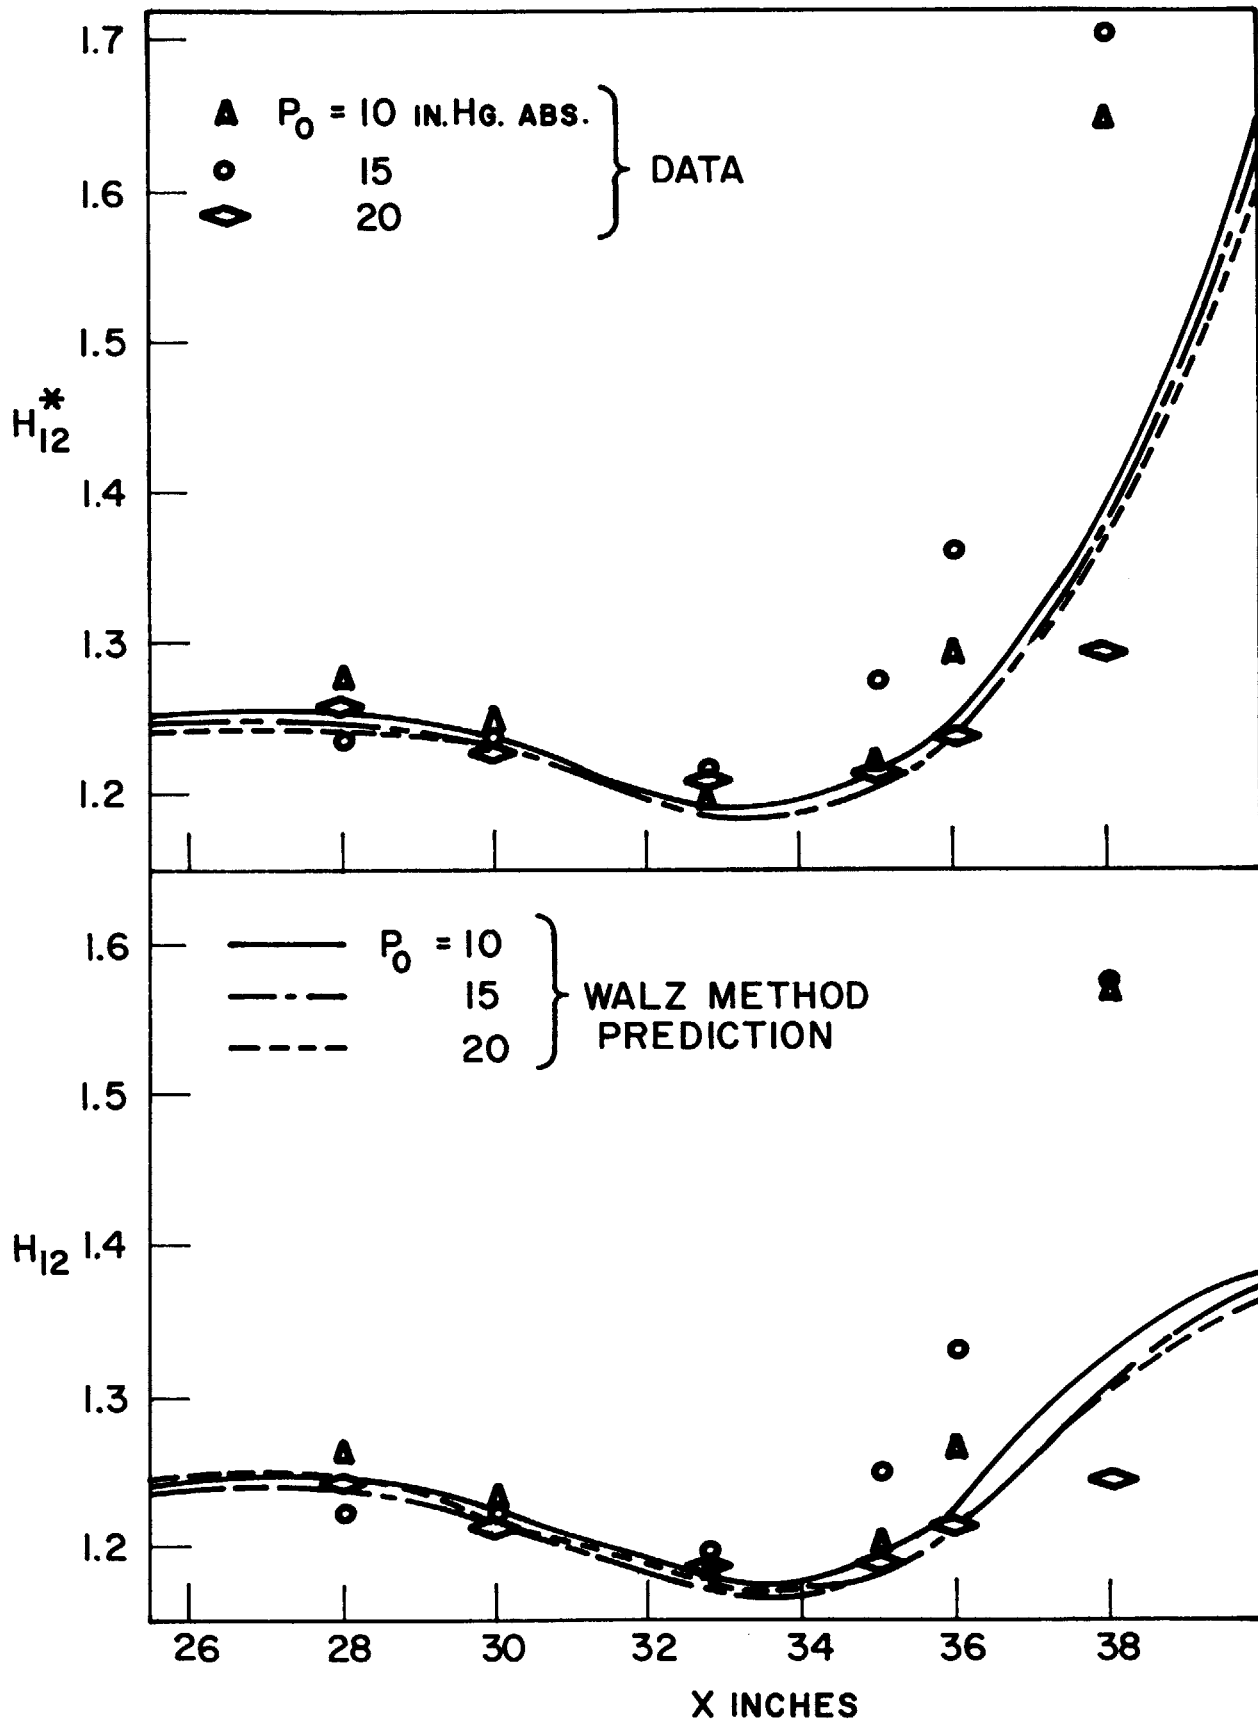 1.7
P₀ = 10 IN. HG. ABS.
15
20
DATA
1.6
1.5
H₁₂*
1.4
1.3
1.2
P₀ = 10
15
20
WALZ METHOD
PREDICTION
1.6
1.5
H₁₂
1.4
1.3
1.2
26 28 30 32 34 36 38
X INCHES